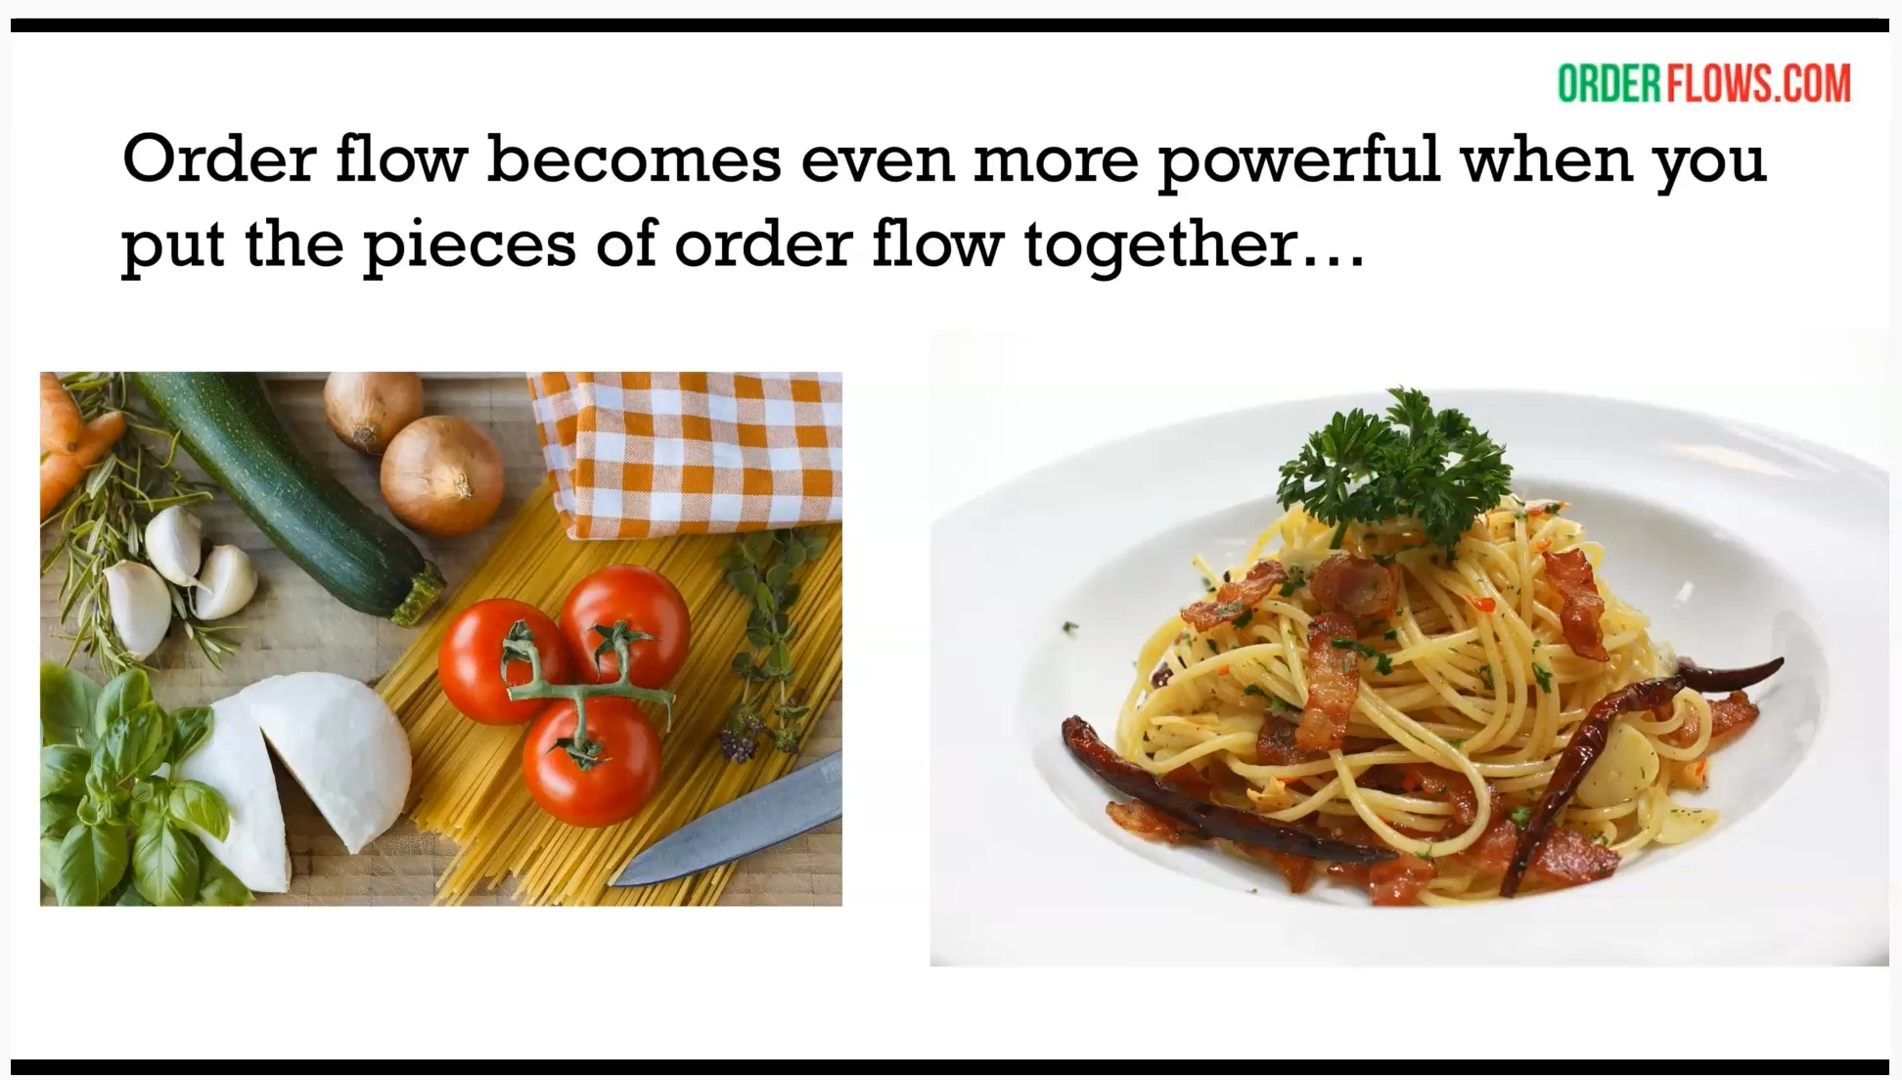 ORDERFLOWS.COM
Order flow becomes even more powerful when you
put the pieces of order flow together...